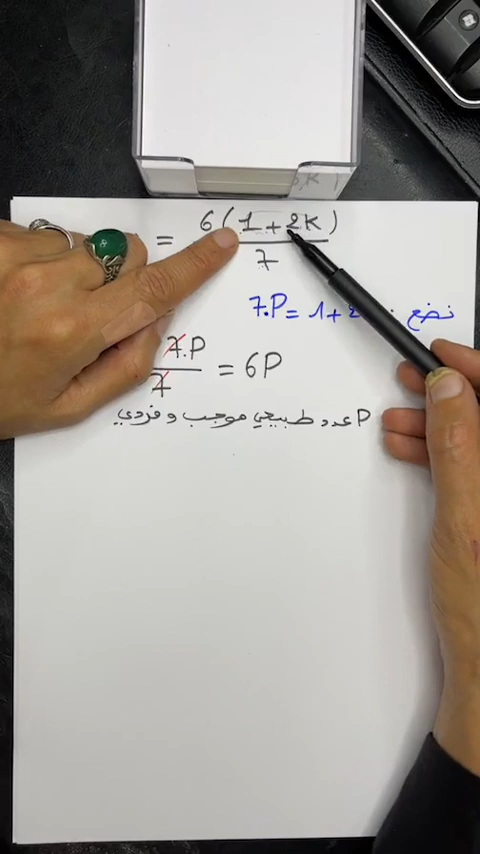 = 6(1+2K) / 7
نضع : 7.P = 1+2
7.P / 7 = 6P
P عدد طبيعي موجب و فردي